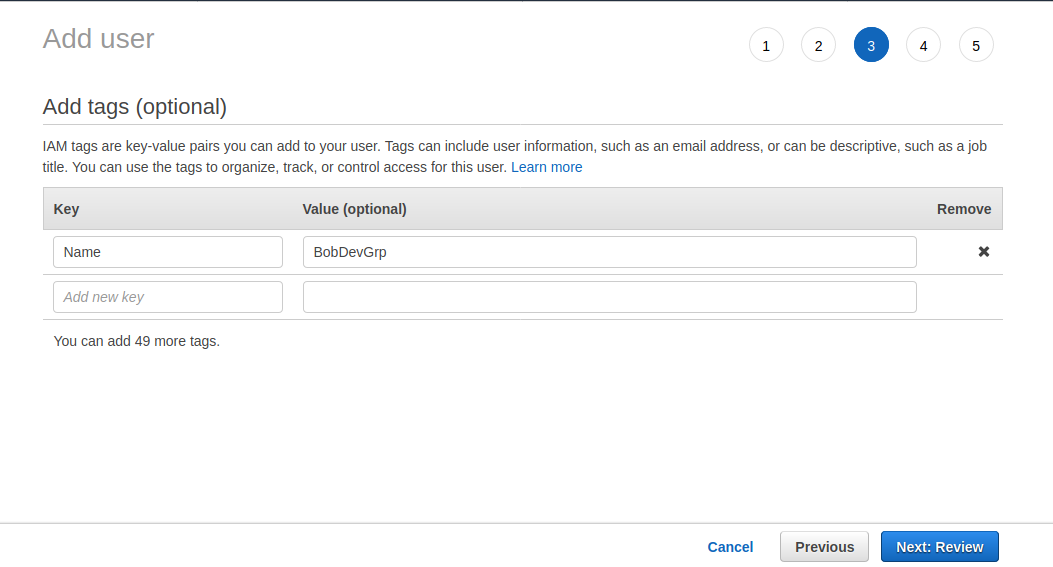 Add user
1 2 3 4 5
Add tags (optional)
IAM tags are key-value pairs you can add to your user. Tags can include user information, such as an email address, or can be descriptive, such as a job
title. You can use the tags to organize, track, or control access for this user. Learn more
Key Value (optional) Remove
Name BobDevGrp ✖
Add new key
You can add 49 more tags.
Cancel Previous Next: Review